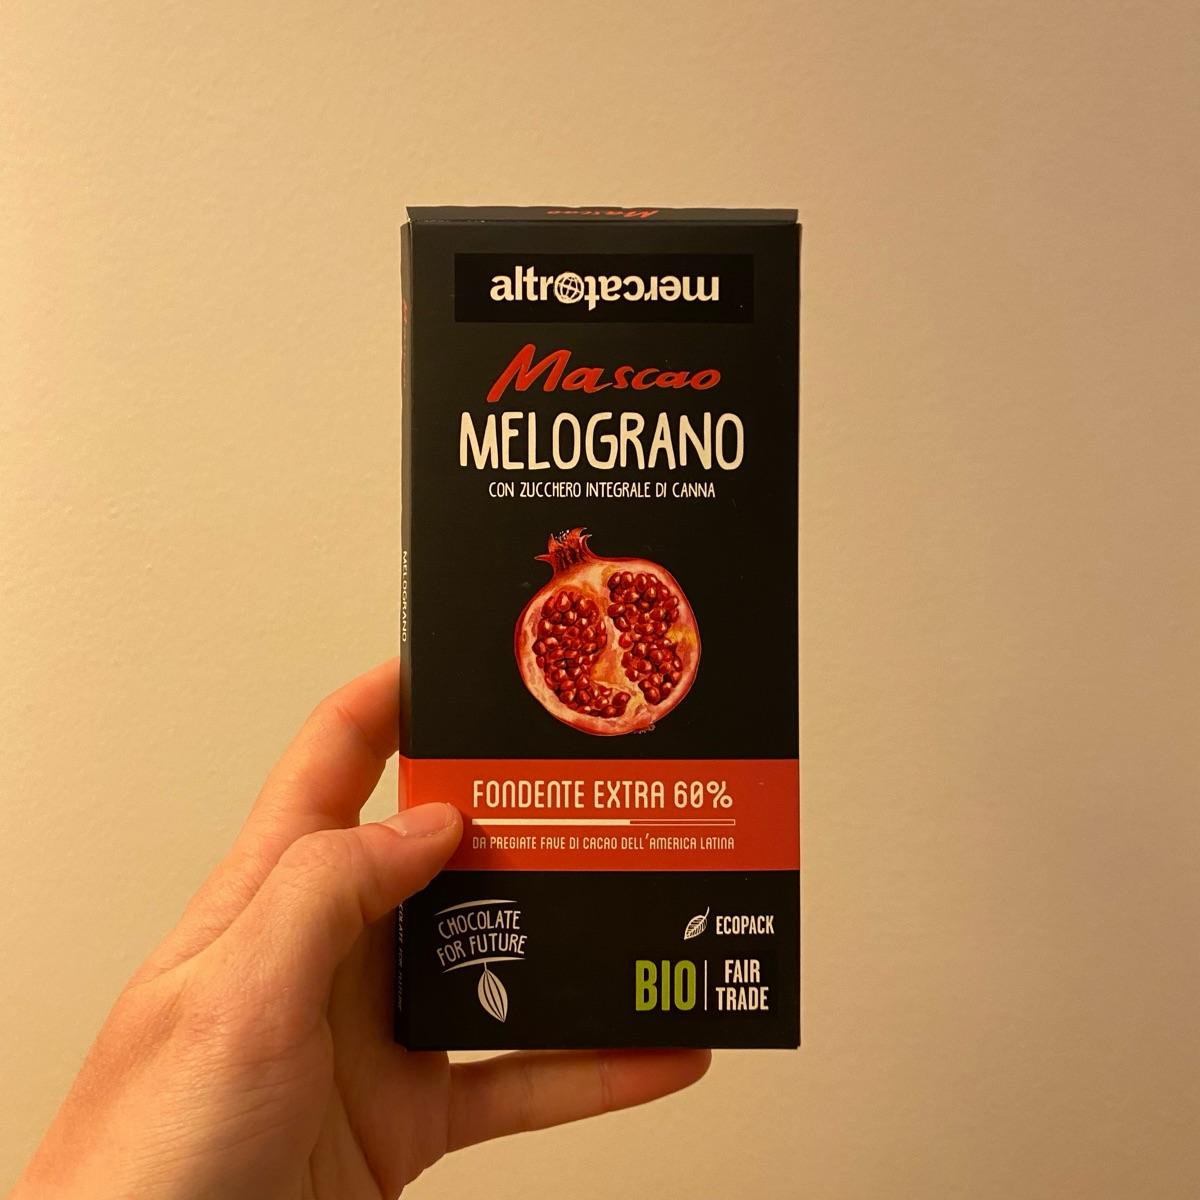 Mascao
altromercato
Mascao
MELOGRANO
CON ZUCCHERO INTEGRALE DI CANNA
MELOGRANO
FONDENTE EXTRA 60%
DA PREGIATE FAVE DI CACAO DELL'AMERICA LATINA
CHOCOLATE
FOR FUTURE
ECOPACK
BIO
FAIR
TRADE